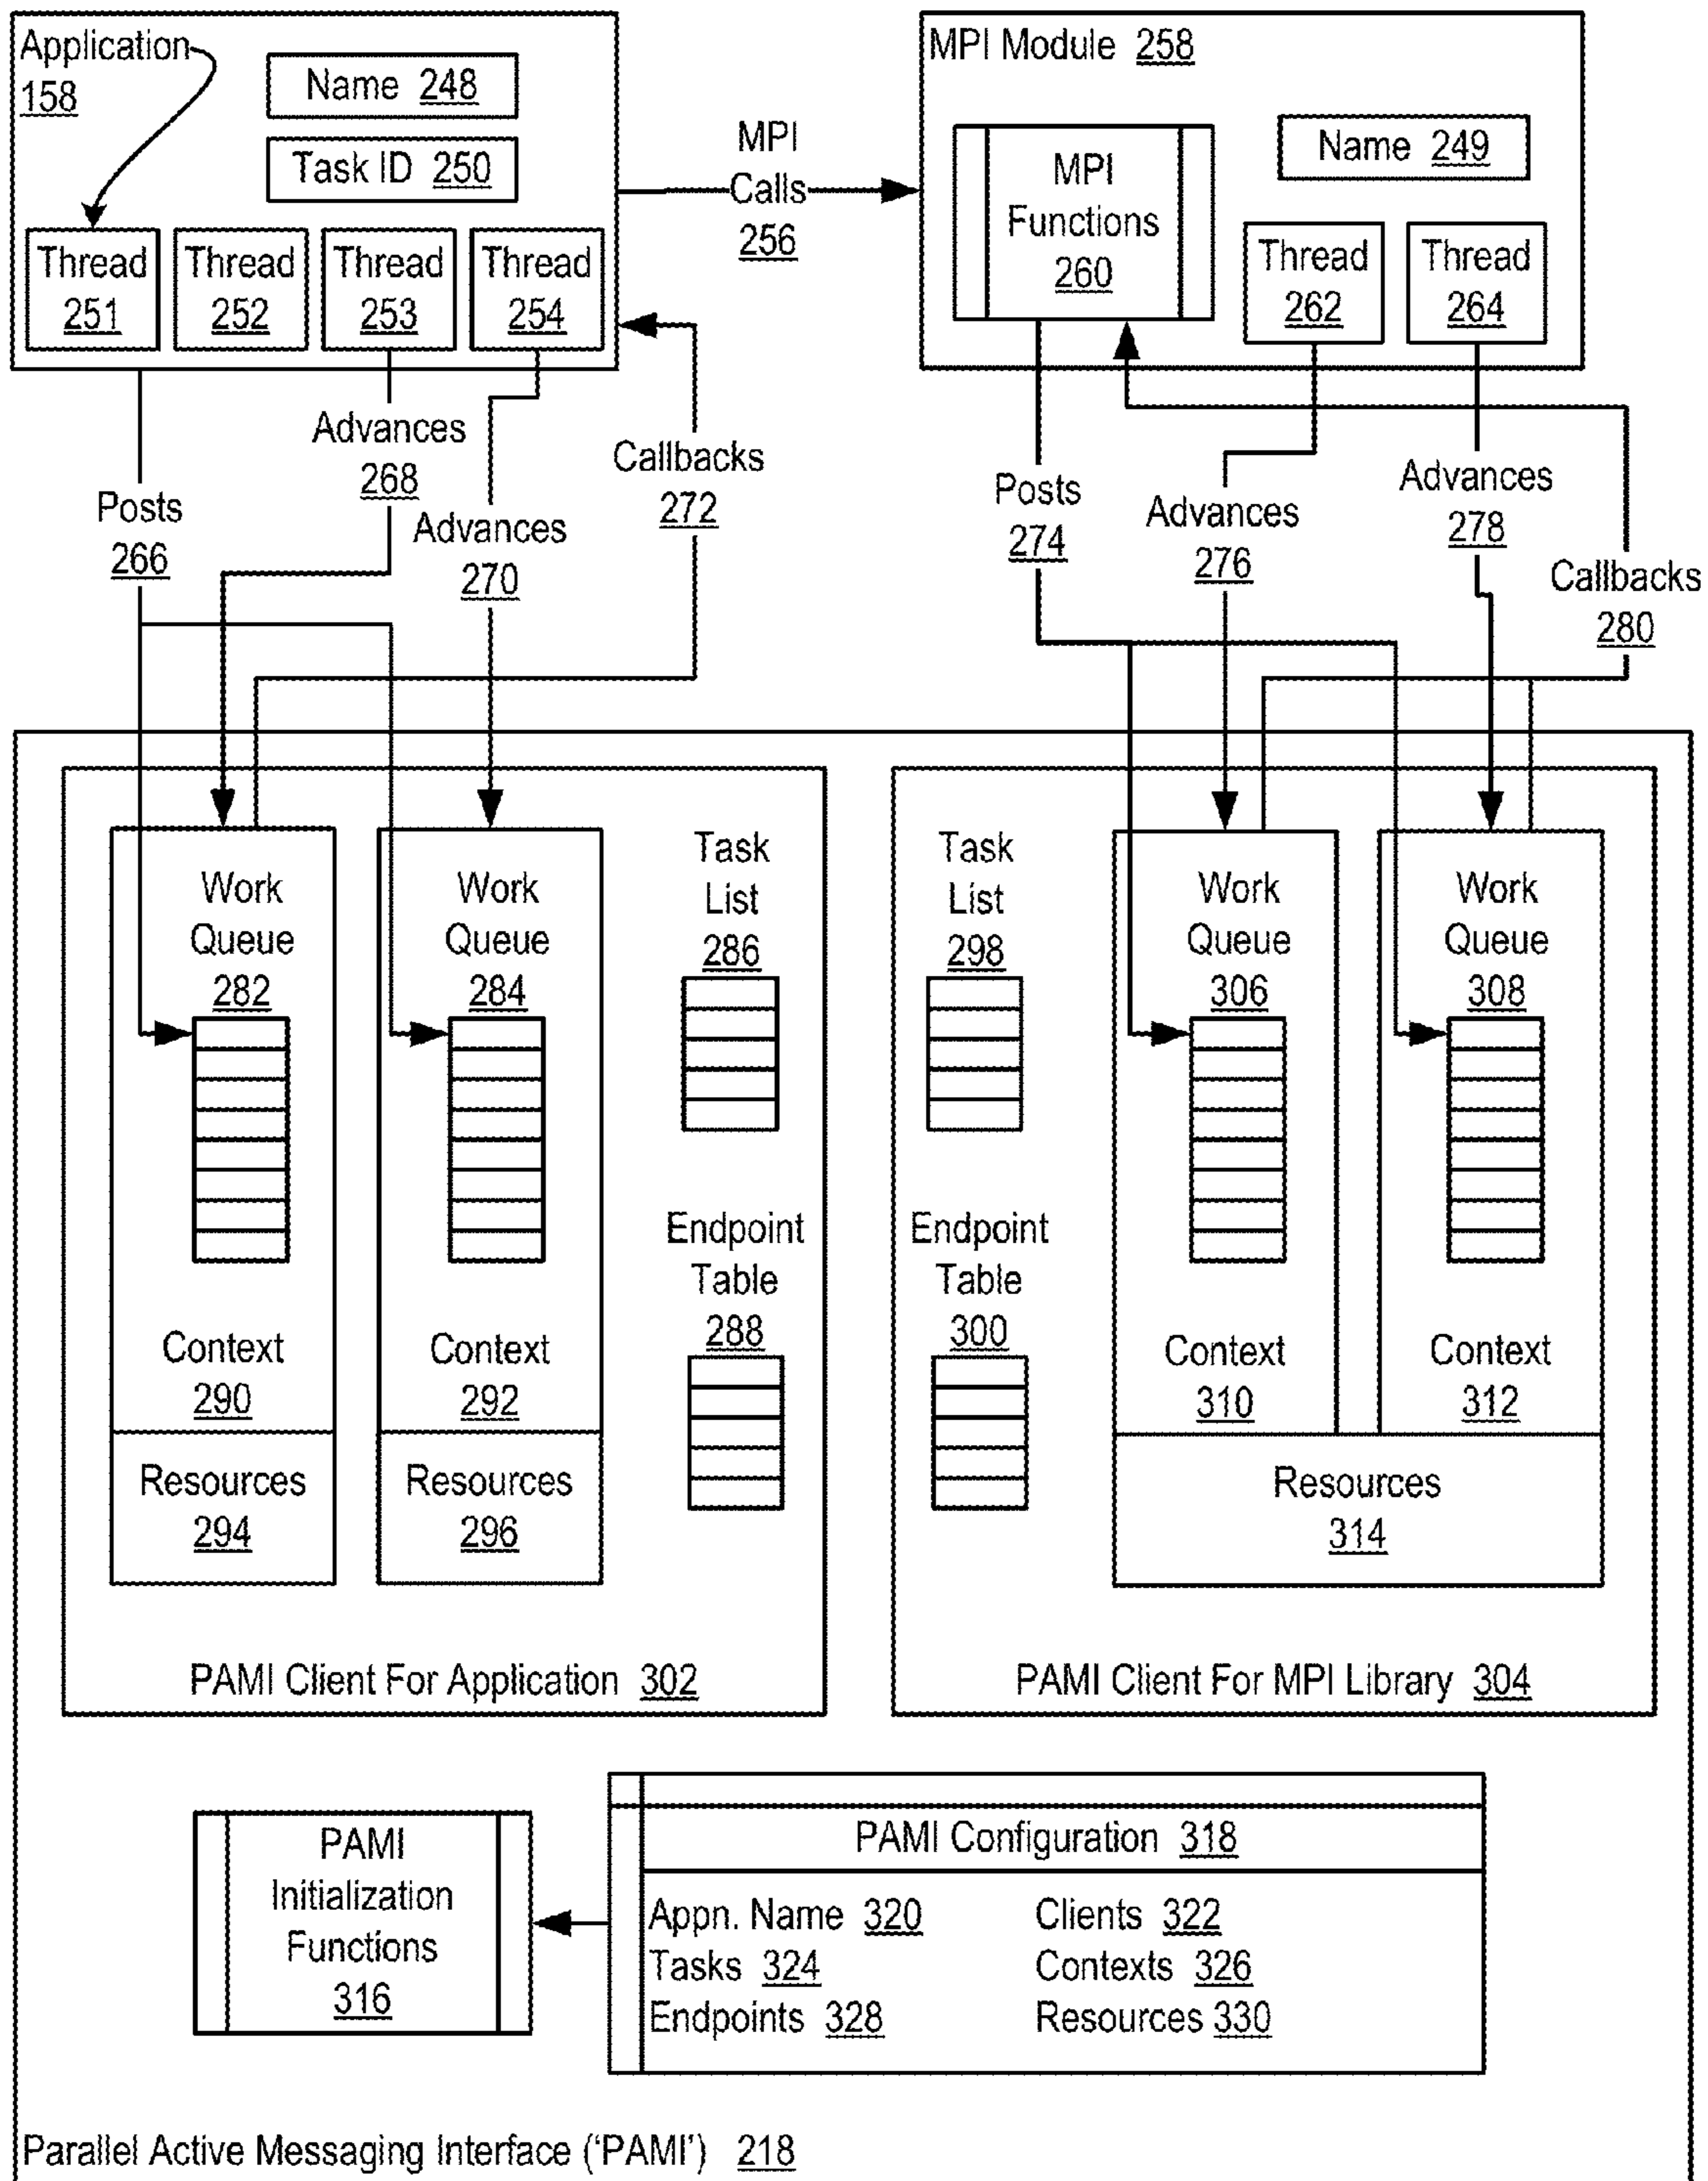 Application
158
Name 248
Task ID 250
Thread
251
Thread
252
Thread
253
Thread
254
MPI
Calls
256
MPI Module 258
MPI
Functions
260
Name 249
Thread
262
Thread
264
Posts
266
Advances
268
Advances
270
Callbacks
272
Posts
274
Advances
276
Advances
278
Callbacks
280
Work
Queue
282
Context
290
Resources
294
Work
Queue
284
Context
292
Resources
296
Task
List
286
Endpoint
Table
288
PAMI Client For Application 302
Task
List
298
Endpoint
Table
300
Work
Queue
306
Context
310
Work
Queue
308
Context
312
Resources
314
PAMI Client For MPI Library 304
PAMI
Initialization
Functions
316
PAMI Configuration 318
Appn. Name 320 Clients 322
Tasks 324 Contexts 326
Endpoints 328 Resources 330
Parallel Active Messaging Interface (‘PAMI’) 218